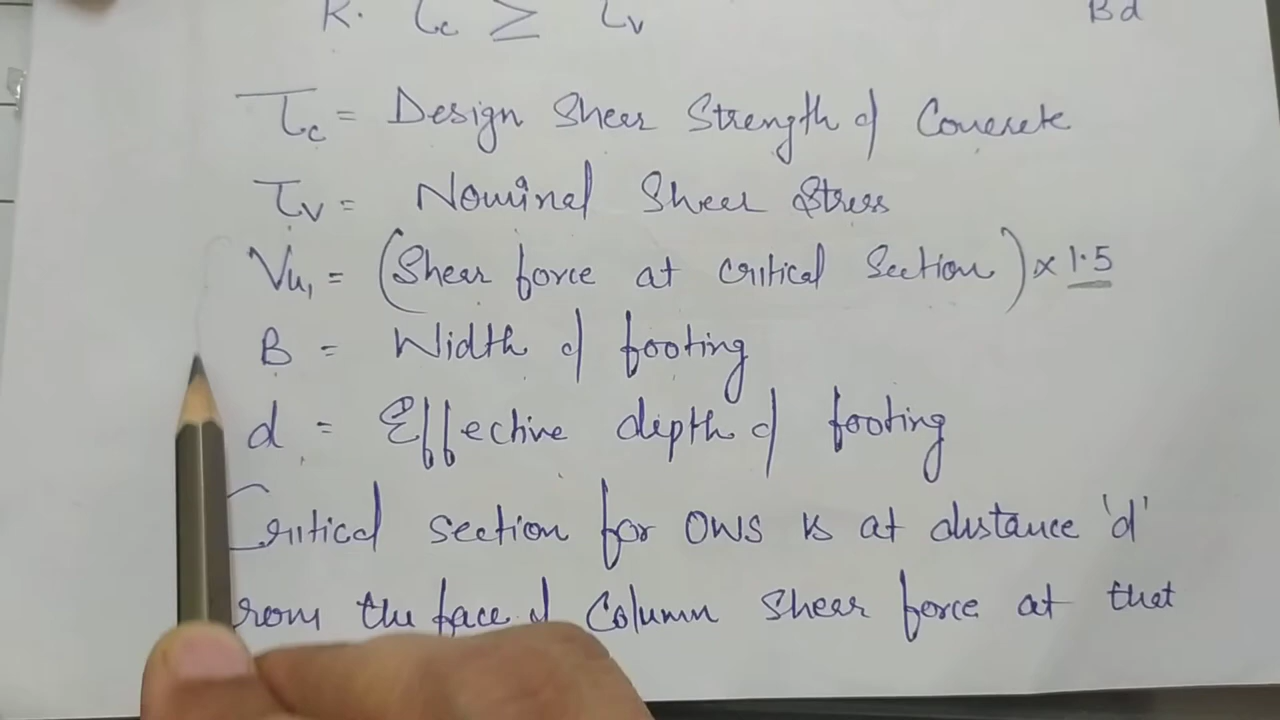 K. τc ≥ τv Bd
τc = Design Shear Strength of Concrete
τv = Nominal Shear Stress
Vu1 = (Shear force at critical Section) × 1.5
B = Width of footing
d = Effective depth of footing
Critical section for OWS is at distance 'd'
from the face of Column Shear force at that